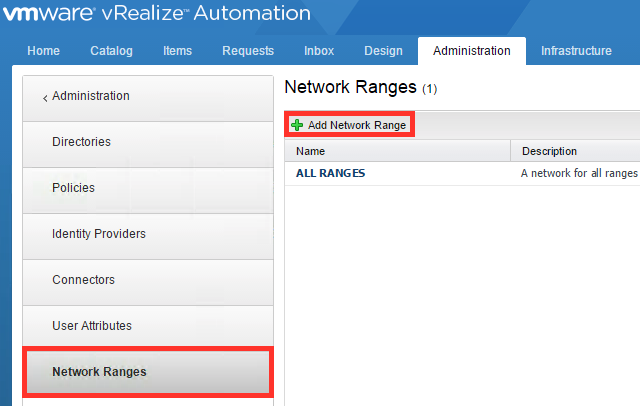 vmware® vRealize™ Automation
Home Catalog Items Requests Inbox Design Administration Infrastructure
‹ Administration
Directories
Policies
Identity Providers
Connectors
User Attributes
Network Ranges
Network Ranges (1)
Add Network Range
Name Description
ALL RANGES A network for all ranges